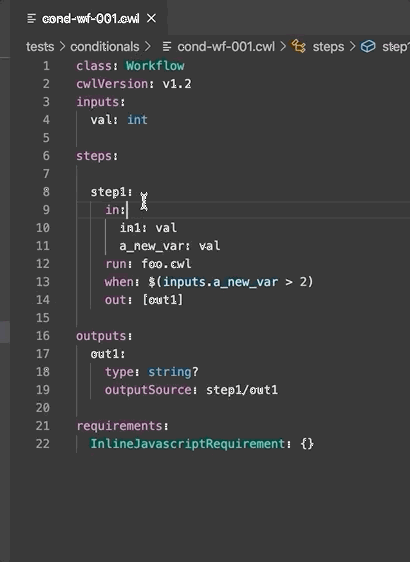 cond-wf-001.cwl
tests > conditionals > cond-wf-001.cwl > steps > step1
1 class: Workflow
2 cwlVersion: v1.2
3 inputs:
4 val: int
5
6 steps:
7
8 step1:
9 in:
10 in1: val
11 a_new_var: val
12 run: foo.cwl
13 when: $(inputs.a_new_var > 2)
14 out: [out1]
15
16 outputs:
17 out1:
18 type: string?
19 outputSource: step1/out1
20
21 requirements:
22 InlineJavascriptRequirement: {}